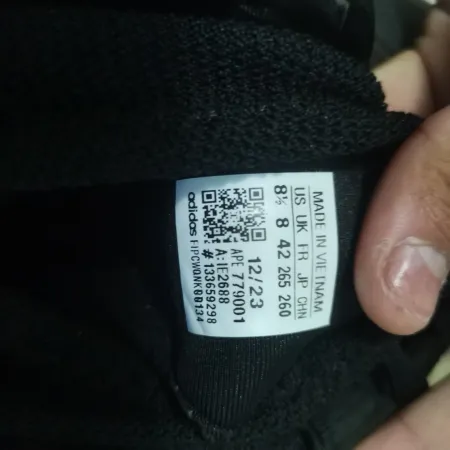 MADE IN VIETNAM
US UK FR JP CHN
8½ 8 42 265 260
12/23
APE 779001
A: IE2688
# 133659298
adidas FIPCWQNK00134